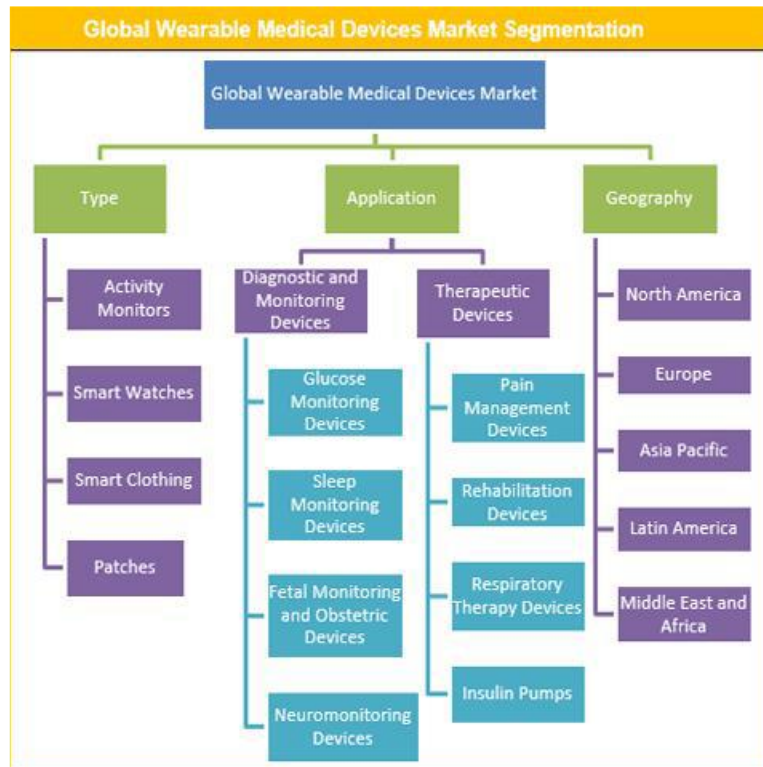 Global Wearable Medical Devices Market Segmentation
Global Wearable Medical Devices Market
Type
Activity
Monitors
Smart Watches
Smart Clothing
Patches
Application
Diagnostic and
Monitoring
Devices
Glucose
Monitoring
Devices
Sleep
Monitoring
Devices
Fetal Monitoring
and Obstetric
Devices
Neuromonitoring
Devices
Therapeutic
Devices
Pain
Management
Devices
Rehabilitation
Devices
Respiratory
Therapy Devices
Insulin Pumps
Geography
North America
Europe
Asia Pacific
Latin America
Middle East and
Africa